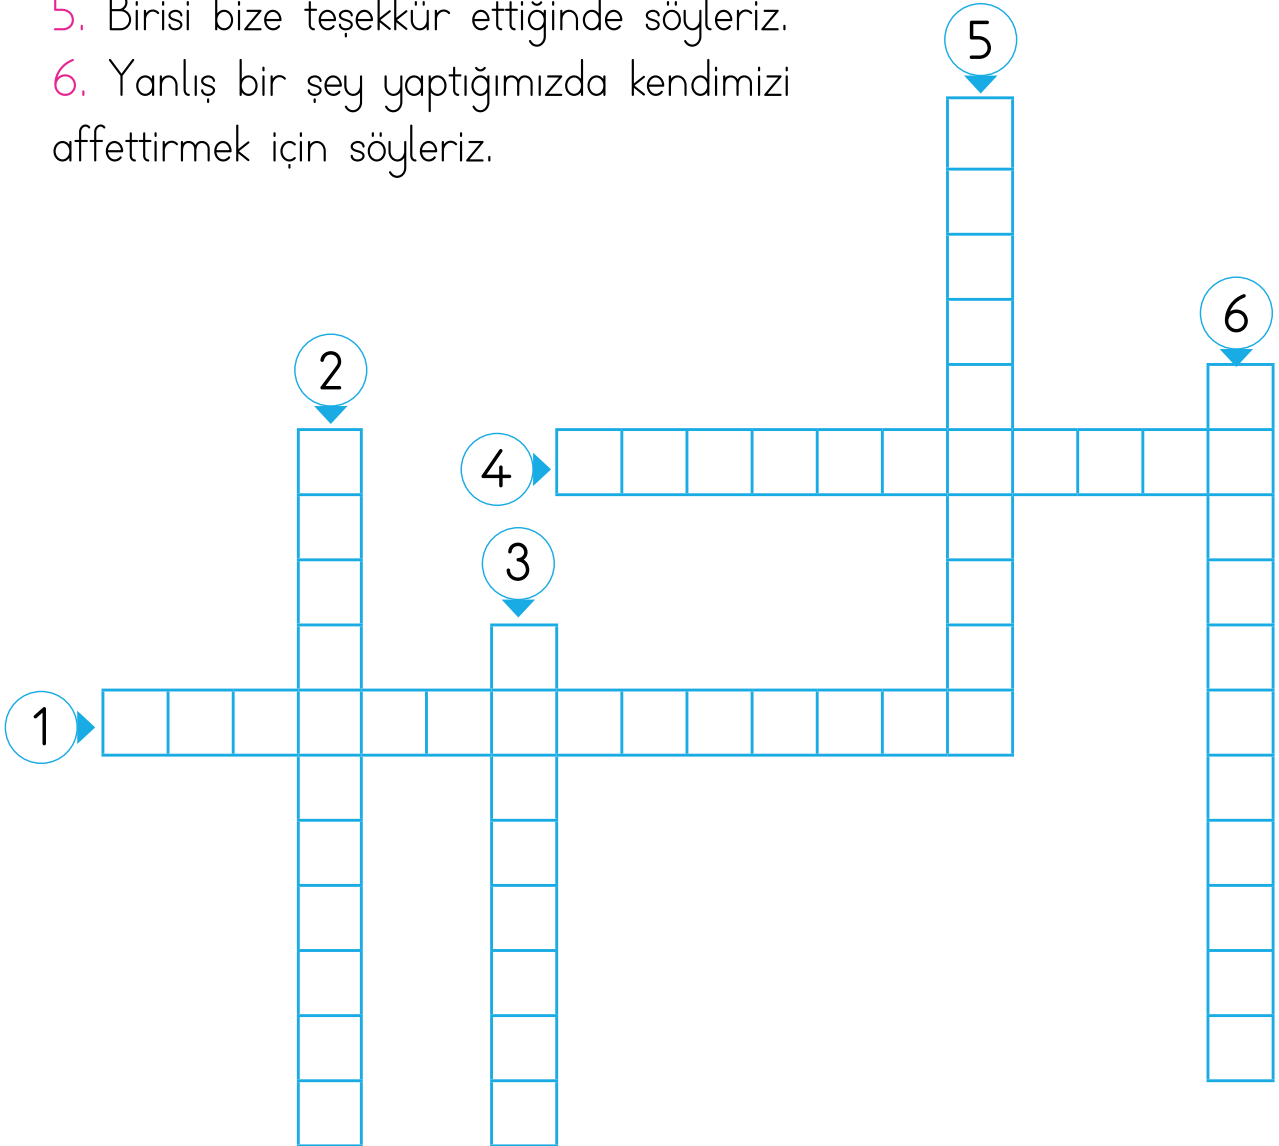 5. Birisi bize teşekkür ettiğinde söyleriz.
6. Yanlış bir şey yaptığımızda kendimizi
affettirmek için söyleriz.
5
6
2
4
3
1